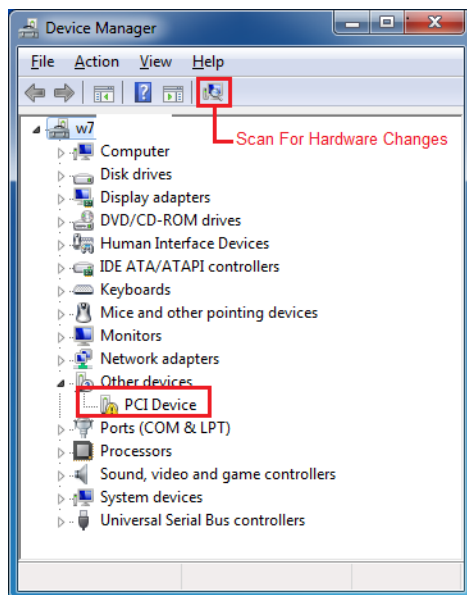 Device Manager
File Action View Help
Scan For Hardware Changes
w7
Computer
Disk drives
Display adapters
DVD/CD-ROM drives
Human Interface Devices
IDE ATA/ATAPI controllers
Keyboards
Mice and other pointing devices
Monitors
Network adapters
Other devices
PCI Device
Ports (COM & LPT)
Processors
Sound, video and game controllers
System devices
Universal Serial Bus controllers